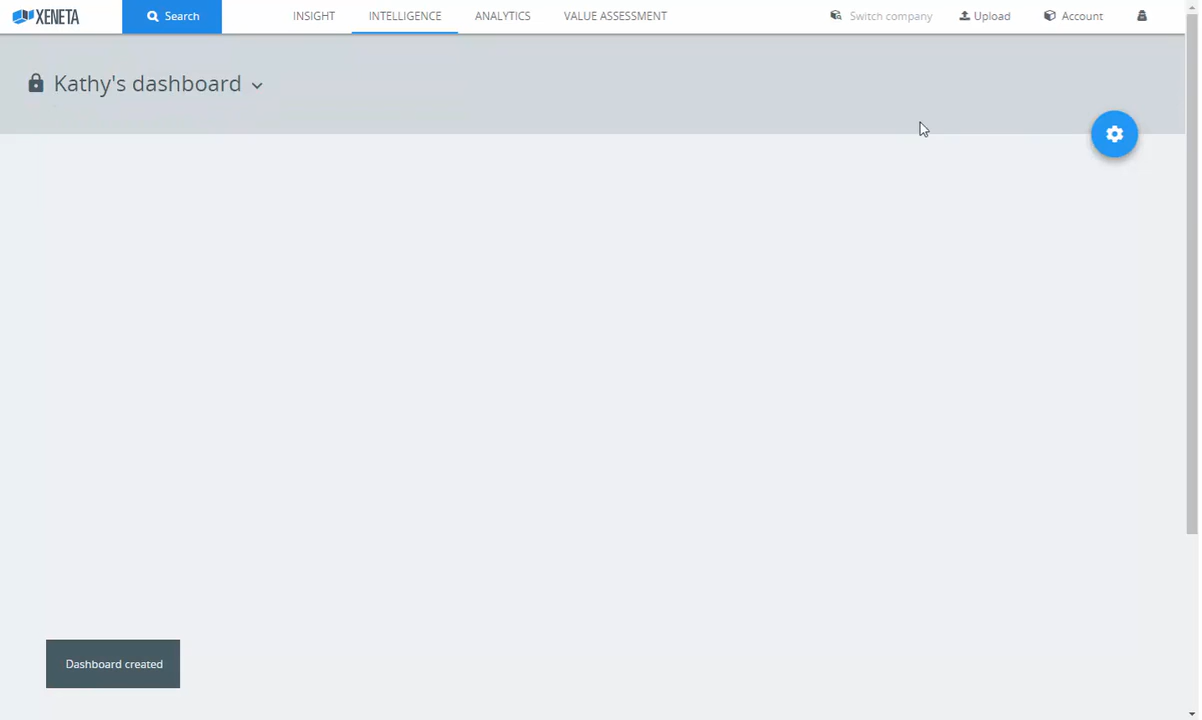 XENETA
Search
INSIGHT
INTELLIGENCE
ANALYTICS
VALUE ASSESSMENT
Switch company
Upload
Account
Kathy's dashboard
Dashboard created